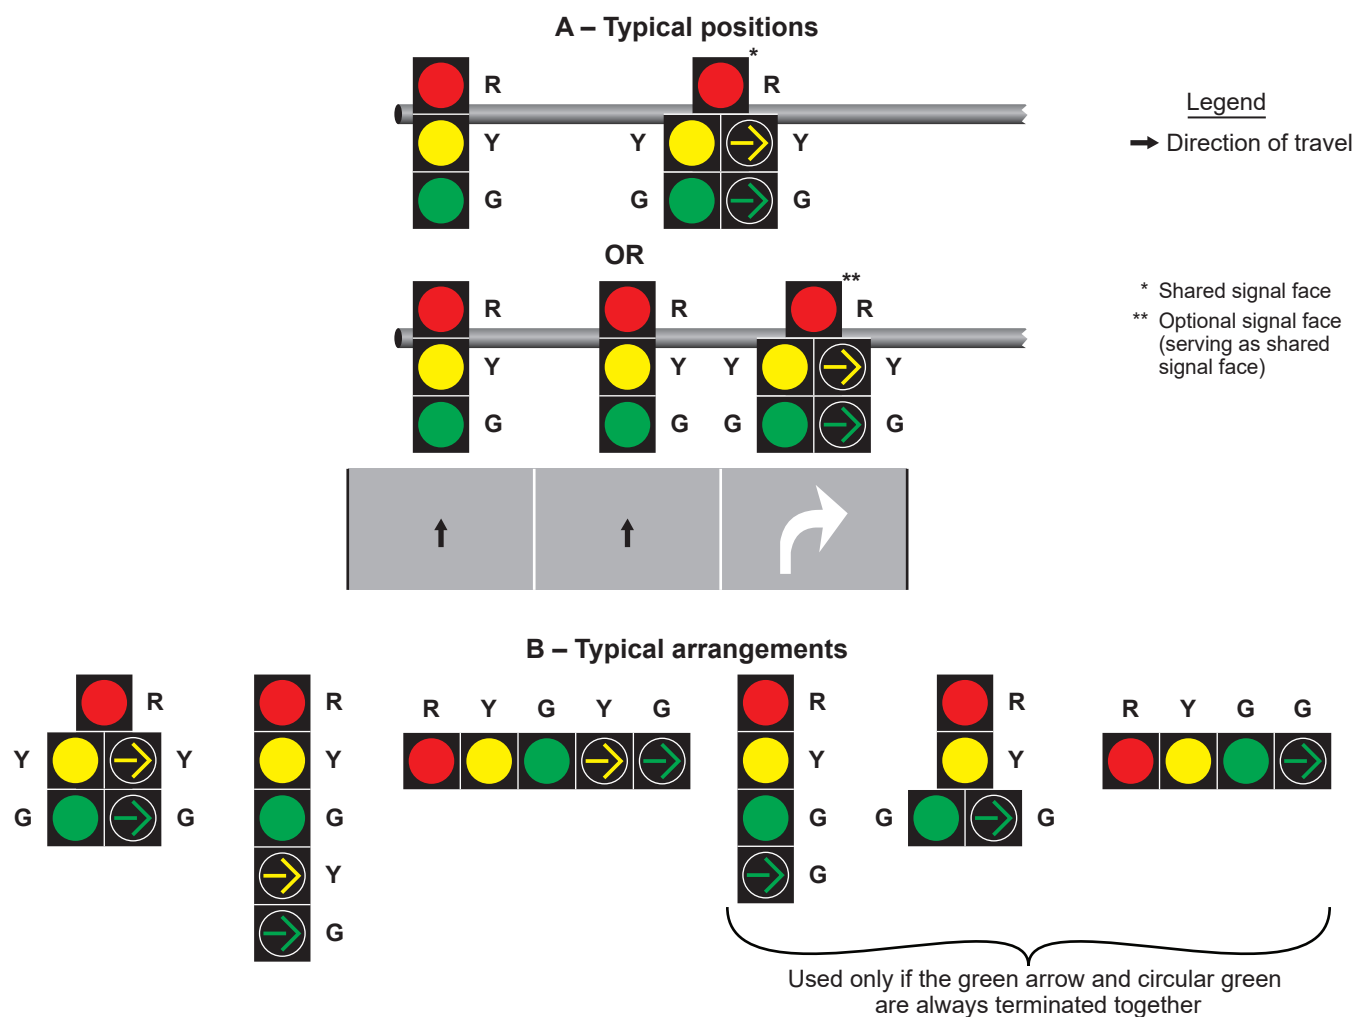 A – Typical positions
*
R R
Y Y Y
G G G
Legend
Direction of travel
OR
**
R R R
Y Y Y Y
G G G G
* Shared signal face
** Optional signal face
(serving as shared
signal face)
B – Typical arrangements
R
Y Y
G G
R
Y
G
Y
G
R Y G Y G
R
Y
G
G
R
Y
G G
R Y G G
Used only if the green arrow and circular green
are always terminated together